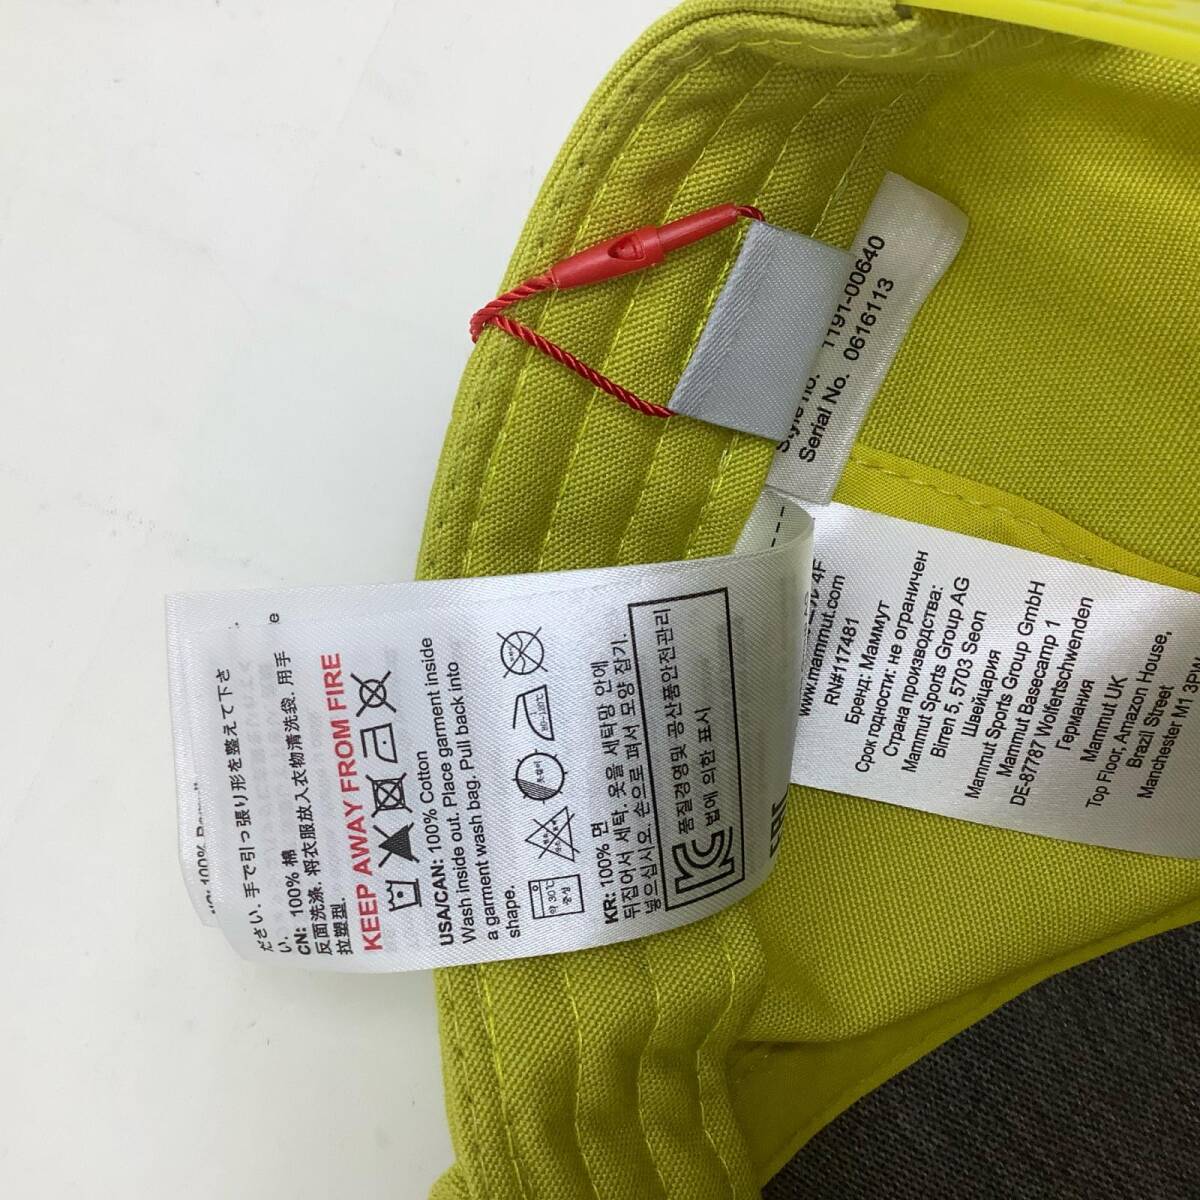 Style no. 1191-00640
Serial No. 0616113
www.mammut.com
RN#117481
Бренд: Маммут
Срок годности: не ограничен
Страна производства:
Mammut Sports Group AG
Birren 5, 5703 Seon
Швейцария
Mammut Sports Group GmbH
Mammut Basecamp 1
DE-87787 Wolfertschwenden
Германия
Mammut UK
Top Floor, Amazon House,
Brazil Street
Manchester M1 3PW
ださい. 手で引っ張り形を整えて下さ
い.
CN: 100% 棉
反面洗涤. 将衣服放入衣物清洗袋. 用手
拉塑型.
KEEP AWAY FROM FIRE
USA/CAN: 100% Cotton
Wash inside out. Place garment inside
a garment wash bag. Pull back into
shape.
약 30℃
중성
KR: 100% 면
뒤집어서 세탁. 옷을 세탁망 안에
넣으십시오. 손으로 펴서 모양 잡기.
품질경영및 공산품안전관리
법에 의한 표시